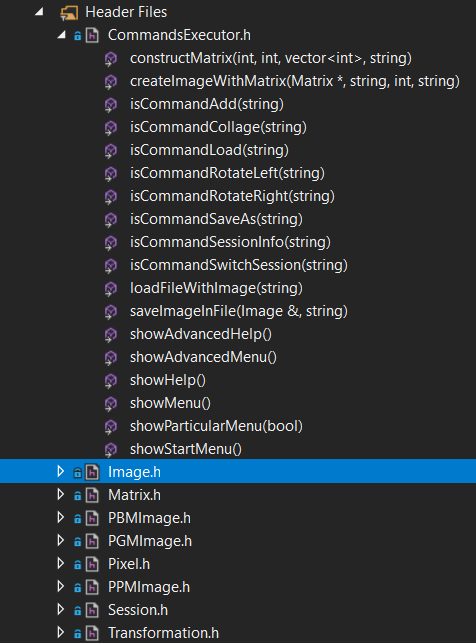 Header Files
CommandsExecutor.h
constructMatrix(int, int, vector<int>, string)
createImageWithMatrix(Matrix *, string, int, string)
isCommandAdd(string)
isCommandCollage(string)
isCommandLoad(string)
isCommandRotateLeft(string)
isCommandRotateRight(string)
isCommandSaveAs(string)
isCommandSessionInfo(string)
isCommandSwitchSession(string)
loadFileWithImage(string)
saveImageInFile(Image &, string)
showAdvancedHelp()
showAdvancedMenu()
showHelp()
showMenu()
showParticularMenu(bool)
showStartMenu()
Image.h
Matrix.h
PBMImage.h
PGMImage.h
Pixel.h
PPMImage.h
Session.h
Transformation.h